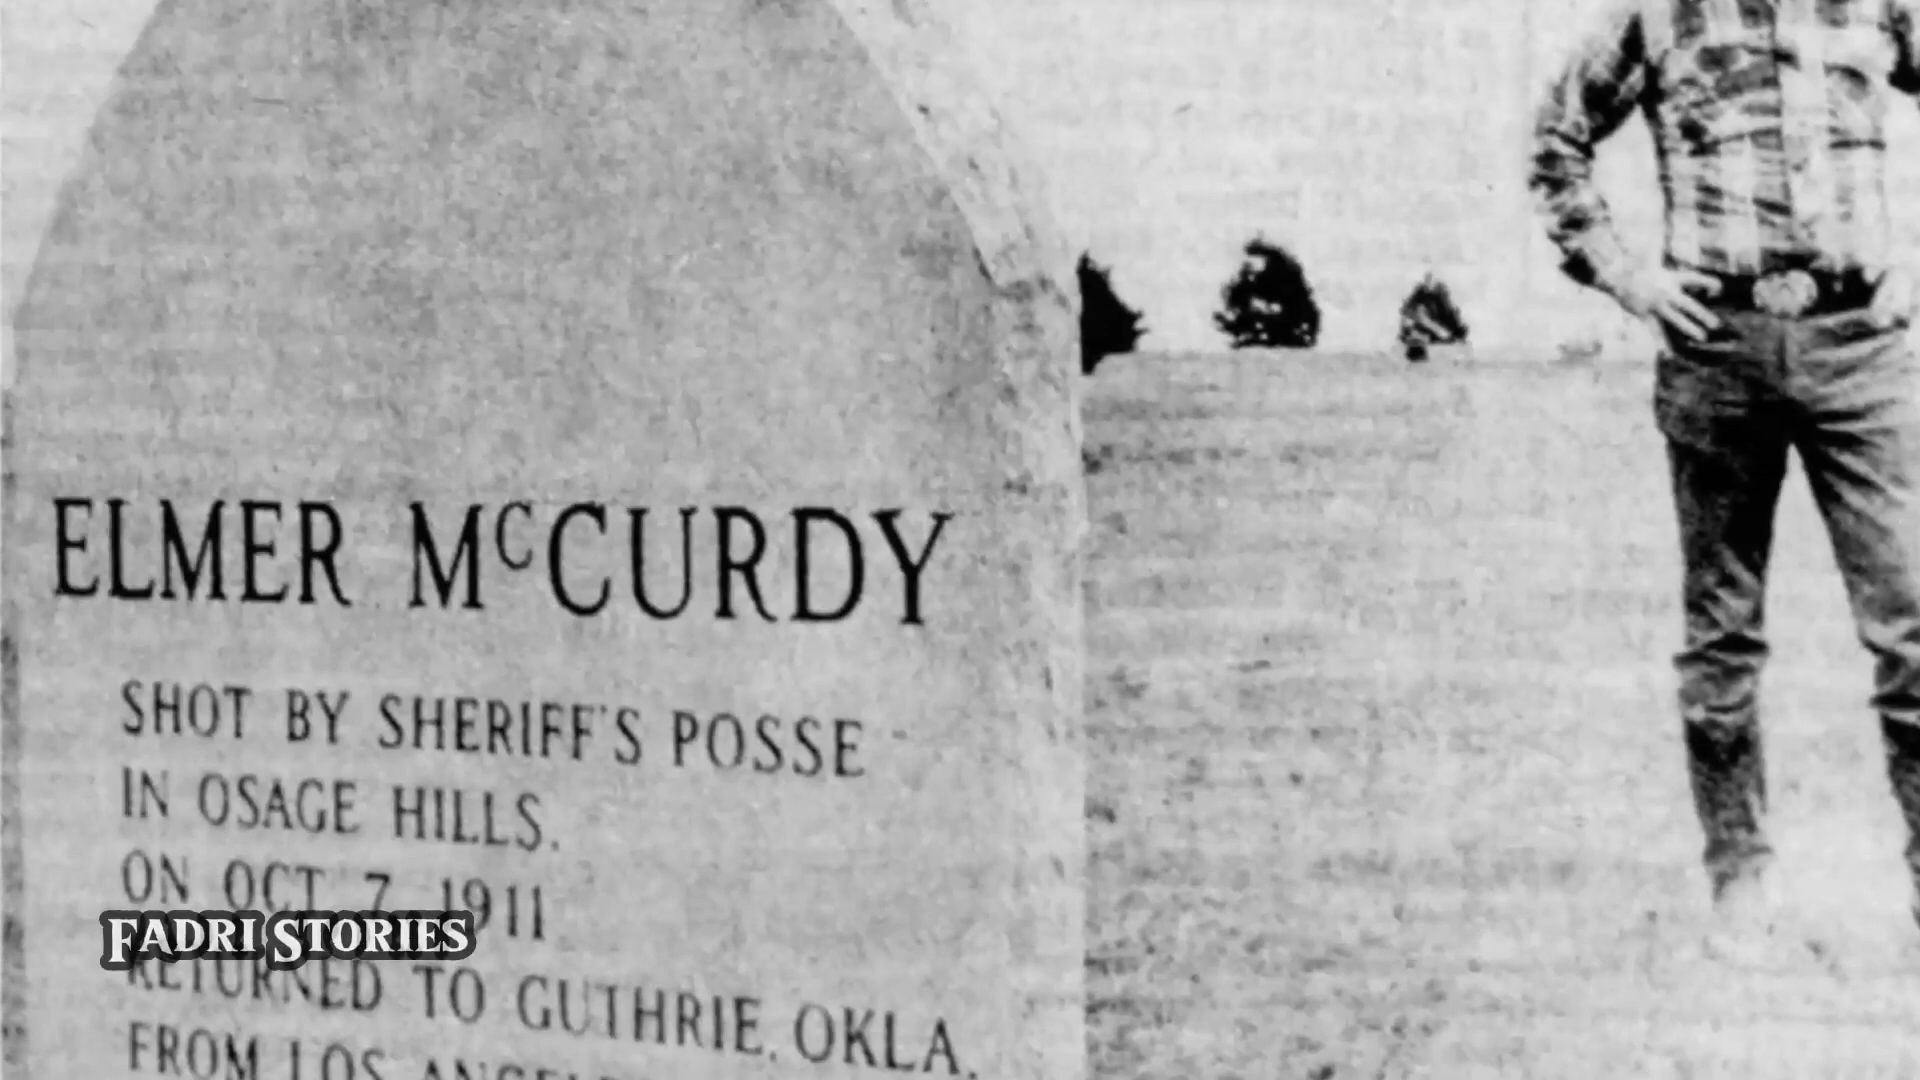 ELMER McCURDY
SHOT BY SHERIFF'S POSSE
IN OSAGE HILLS.
ON OCT. 7, 1911
FADRI STORIES
RETURNED TO GUTHRIE, OKLA.
FROM LOS